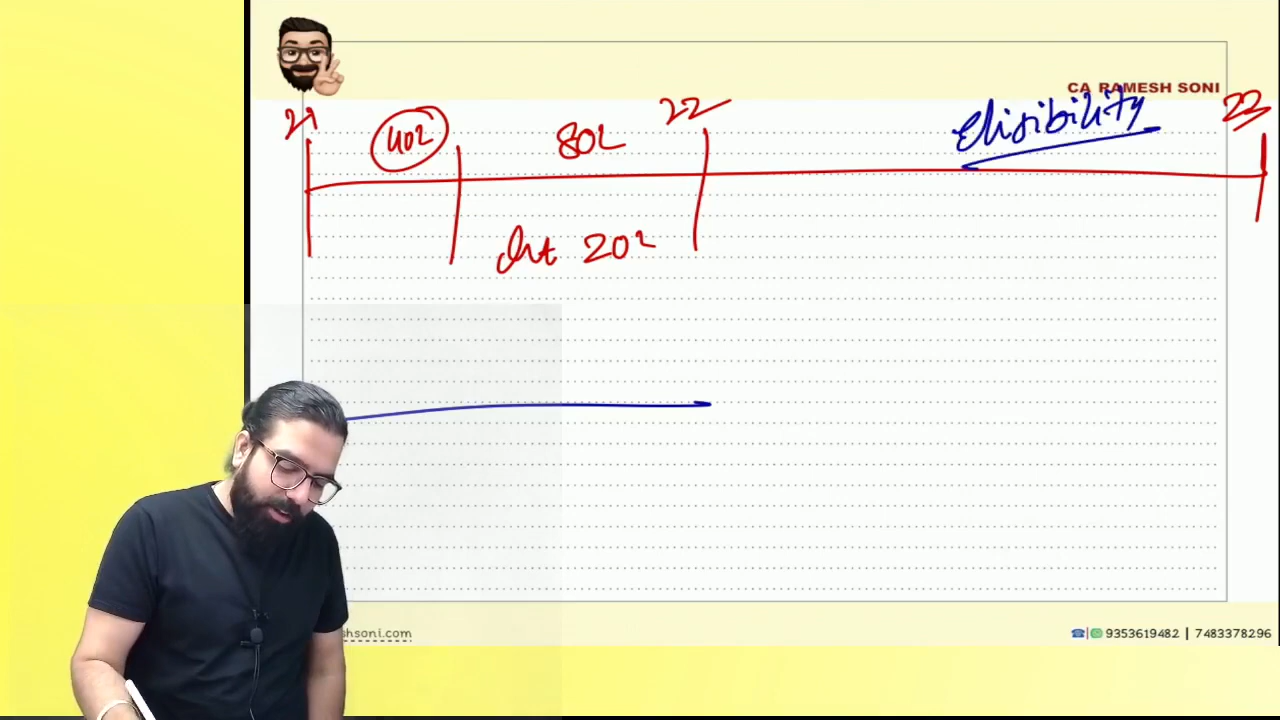 CA RAMESH SONI
21 40L 80L 22 Eligibility 23
Int 20L
shsoni.com
9353619482 | 7483378296